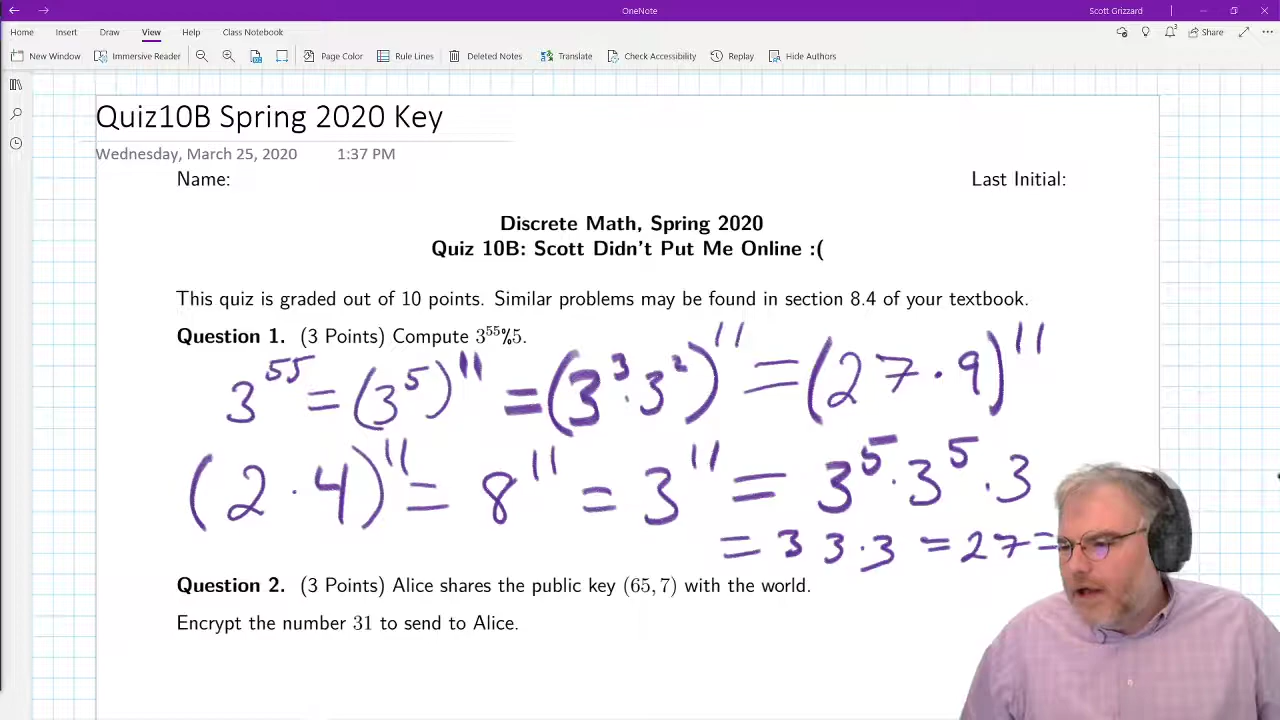 OneNote
Scott Grizzard
Home Insert Draw View Help Class Notebook
Share
New Window Immersive Reader Page Color Rule Lines Deleted Notes Translate Check Accessibility Replay Hide Authors
Quiz10B Spring 2020 Key
Wednesday, March 25, 2020 1:37 PM
Name: Last Initial:
Discrete Math, Spring 2020
Quiz 10B: Scott Didn't Put Me Online :(
This quiz is graded out of 10 points. Similar problems may be found in section 8.4 of your textbook.
Question 1. (3 Points) Compute 3⁵⁵%5.
3⁵⁵ = (3⁵)¹¹ = (3³·3²)¹¹ = (27·9)¹¹
(2·4)¹¹ = 8¹¹ = 3¹¹ = 3⁵·3⁵·3
= 3 3·3 = 27 =
Question 2. (3 Points) Alice shares the public key (65, 7) with the world.
Encrypt the number 31 to send to Alice.